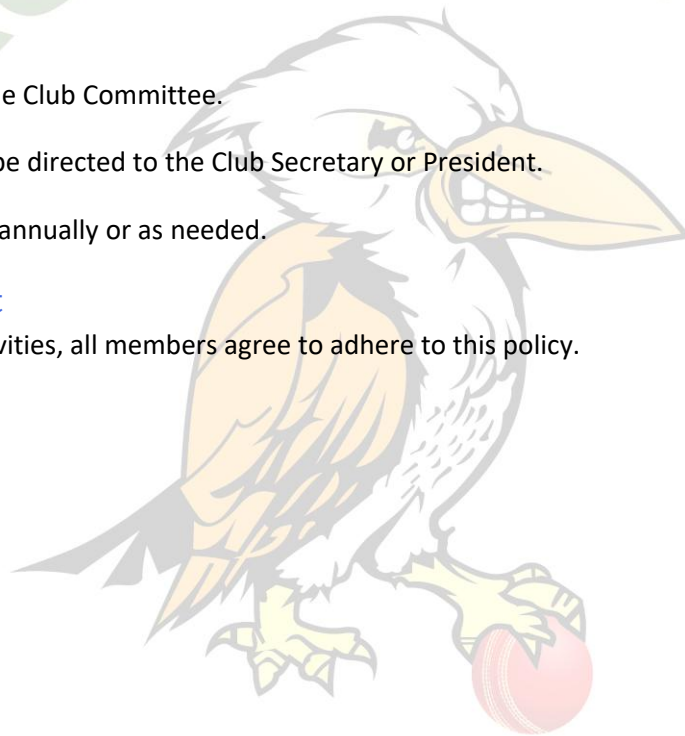 e Club Committee.
be directed to the Club Secretary or President.
annually or as needed.
vities, all members agree to adhere to this policy.